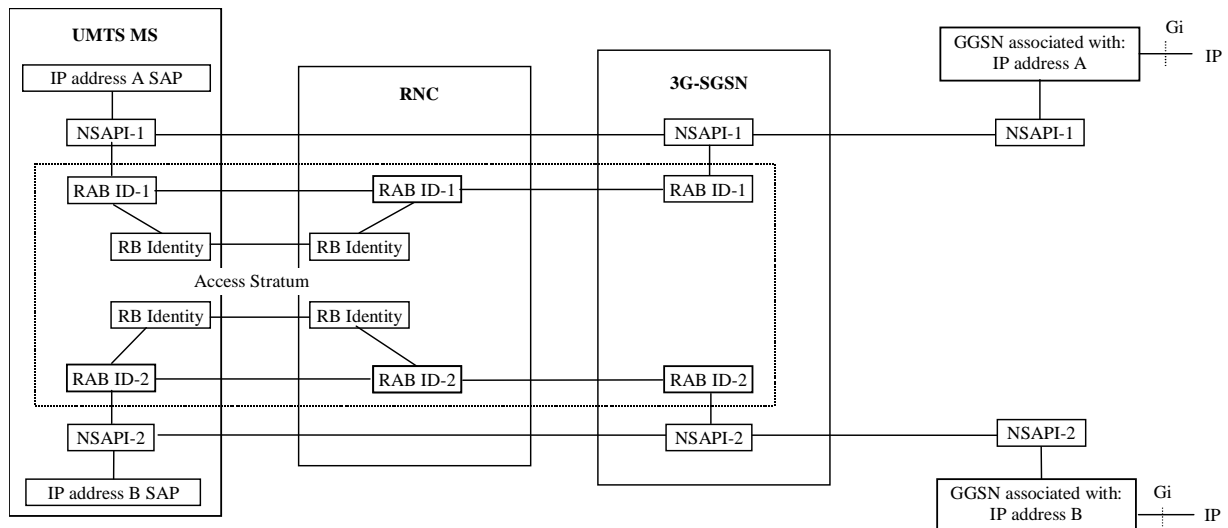 UMTS MS
GGSN associated with:
IP address A
Gi
IP
IP address A SAP
RNC
3G-SGSN
NSAPI-1
NSAPI-1
NSAPI-1
RAB ID-1
RAB ID-1
RAB ID-1
RB Identity
RB Identity
Access Stratum
RB Identity
RB Identity
RAB ID-2
RAB ID-2
RAB ID-2
NSAPI-2
NSAPI-2
NSAPI-2
IP address B SAP
GGSN associated with:
IP address B
Gi
IP